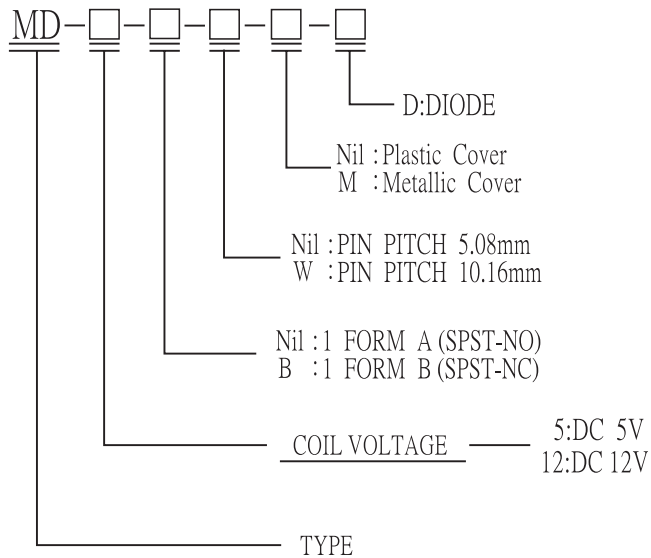 MD-□-□-□-□-□
D:DIODE
Nil :Plastic Cover
M :Metallic Cover
Nil :PIN PITCH 5.08mm
W :PIN PITCH 10.16mm
Nil :1 FORM A (SPST-NO)
B :1 FORM B (SPST-NC)
COIL VOLTAGE
5:DC 5V
12:DC 12V
TYPE